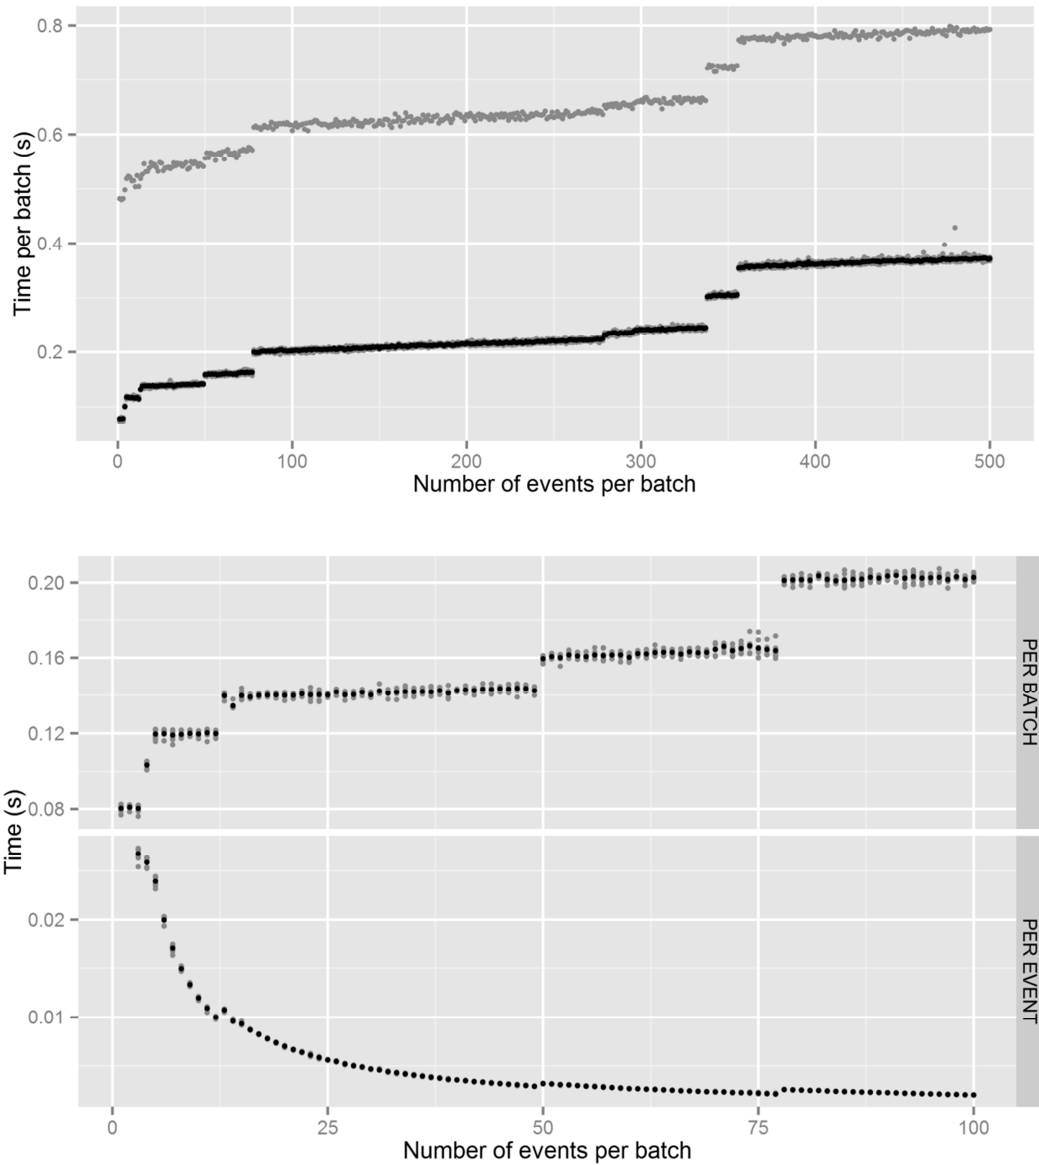 0.8
0.6
0.4
0.2
Time per batch (s)
0 100 200 300 400 500
Number of events per batch
0.20
0.16
0.12
0.08
PER BATCH
Time (s)
0.02
0.01
PER EVENT
0 25 50 75 100
Number of events per batch